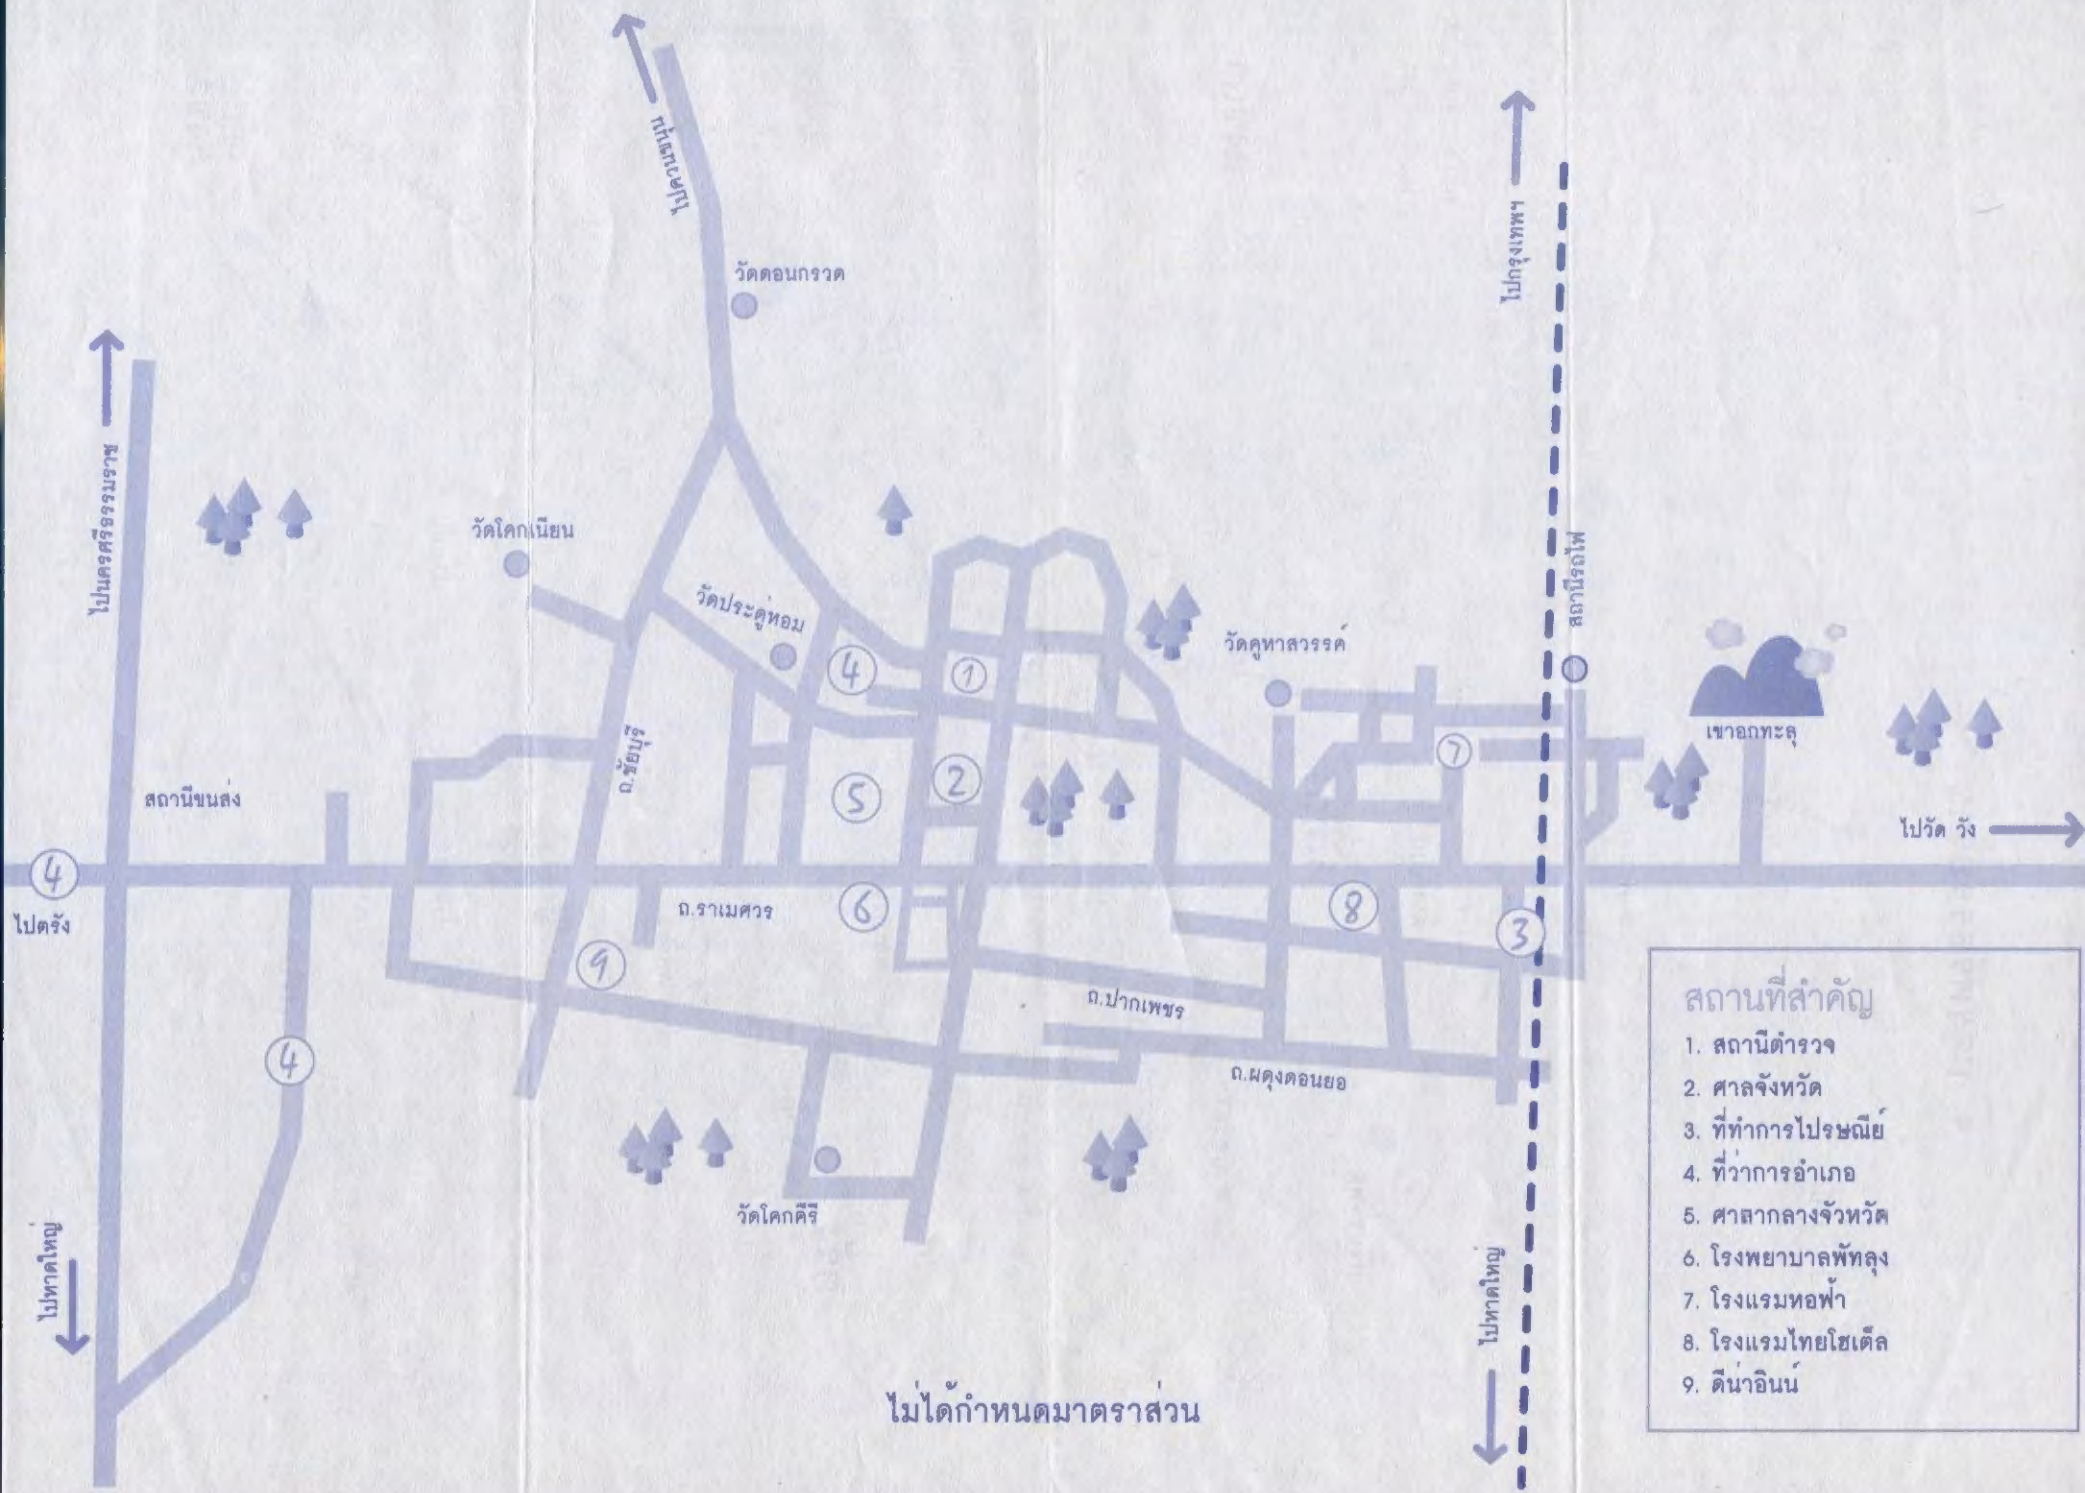 ไปควนขนุน
ไปกรุงเทพฯ
วัดดอนกรวด
ไปนครศรีธรรมราช
วัดโคกเนียน
วัดประดู่หอม
สถานีรถไฟ
วัดคูหาสวรรค์
4
1
ถ.ชัยบุรี
7
เขาอกทะลุ
สถานีขนส่ง
5
2
ไปวัด วัง
4
ไปตรัง
ถ.ราเมศวร
6
8
3
9
ถ.ปากเพชร
4
ถ.ผดุงดอนยอ
วัดโคกคีรี
ไปหาดใหญ่
ไปหาดใหญ่
ไม่ได้กำหนดมาตราส่วน
สถานที่สำคัญ
1. สถานีตำรวจ
2. ศาลจังหวัด
3. ที่ทำการไปรษณีย์
4. ที่ว่าการอำเภอ
5. ศาลากลางจัวหวัด
6. โรงพยาบาลพัทลุง
7. โรงแรมหอฟ้า
8. โรงแรมไทยโฮเต็ล
9. ดีน่าอินน์